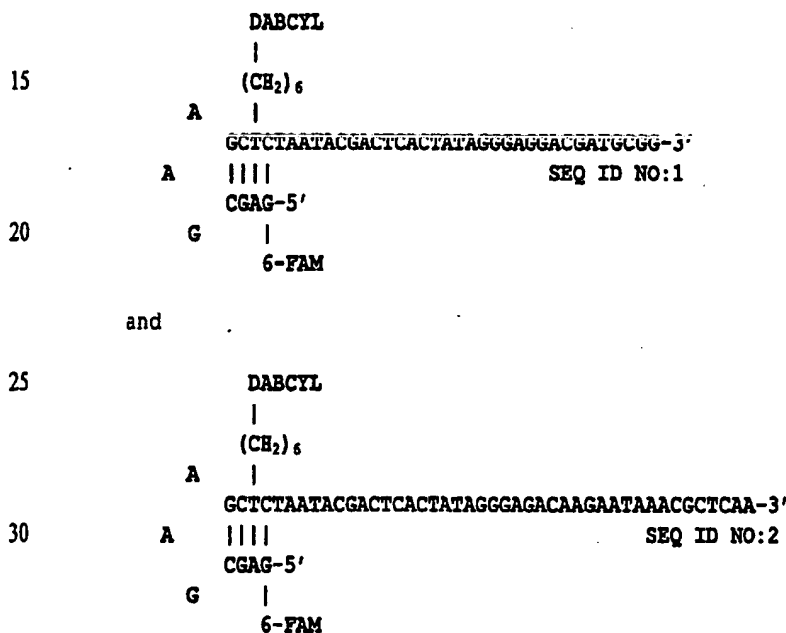 DABCYL
|
15 (CH₂)₆
A |
GCTCTAATACGACTCACTATAGGGAGGACGATGCGG-3'
A |||| SEQ ID NO:1
CGAG-5'
20 G |
6-FAM
and
25 DABCYL
|
(CH₂)₆
A |
GCTCTAATACGACTCACTATAGGGAGACAAGAATAAACGCTCAA-3'
30 A |||| SEQ ID NO:2
CGAG-5'
G |
6-FAM